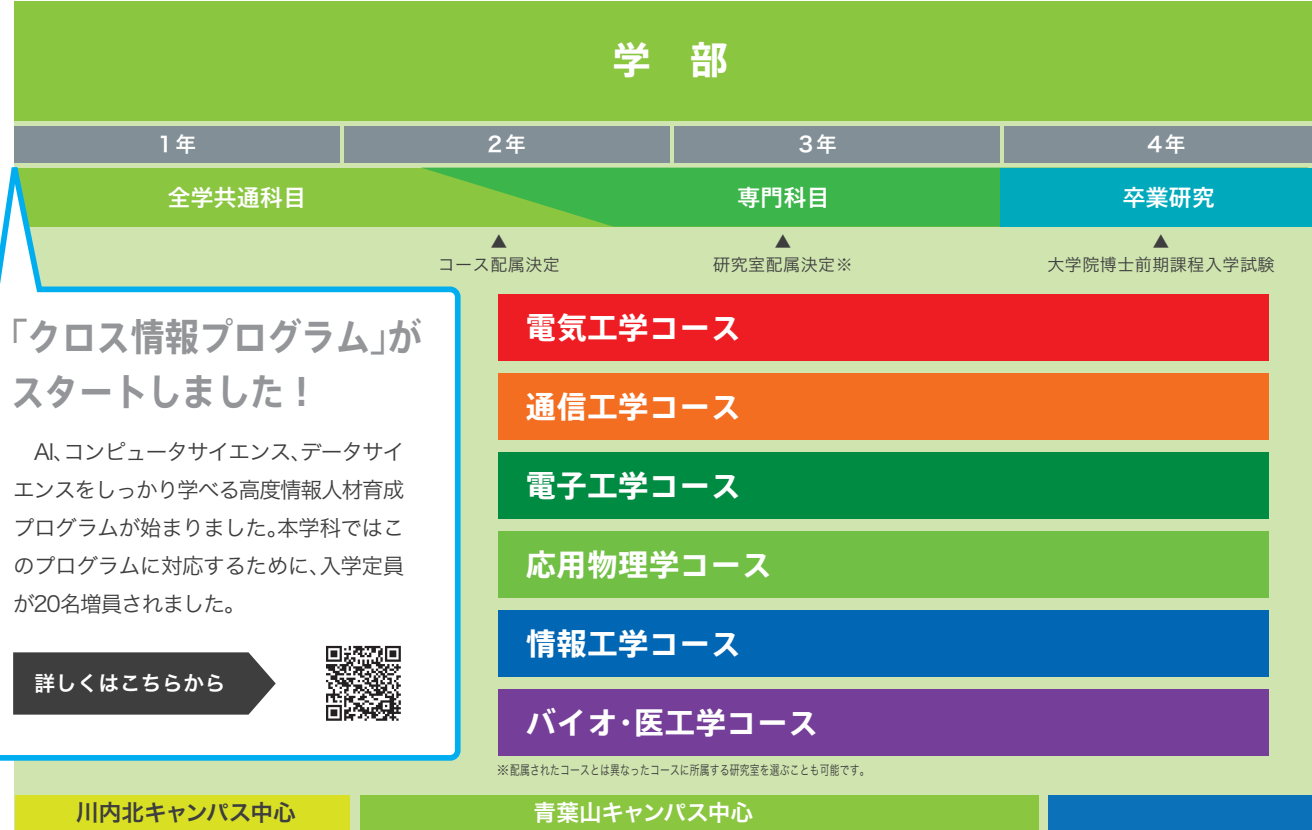 学 部
1年
2年
3年
4年
全学共通科目
専門科目
卒業研究
▲
▲
▲
コース配属決定
研究室配属決定※
大学院博士前期課程入学試験
「クロス情報プログラム」が
スタートしました！
AI、コンピュータサイエンス、データサイ
エンスをしっかり学べる高度情報人材育成
プログラムが始まりました。本学科ではこ
のプログラムに対応するために、入学定員
が20名増員されました。
詳しくはこちらから
電気工学コース
通信工学コース
電子工学コース
応用物理学コース
情報工学コース
バイオ・医工学コース
※配属されたコースとは異なったコースに所属する研究室を選ぶことも可能です。
川内北キャンパス中心
青葉山キャンパス中心